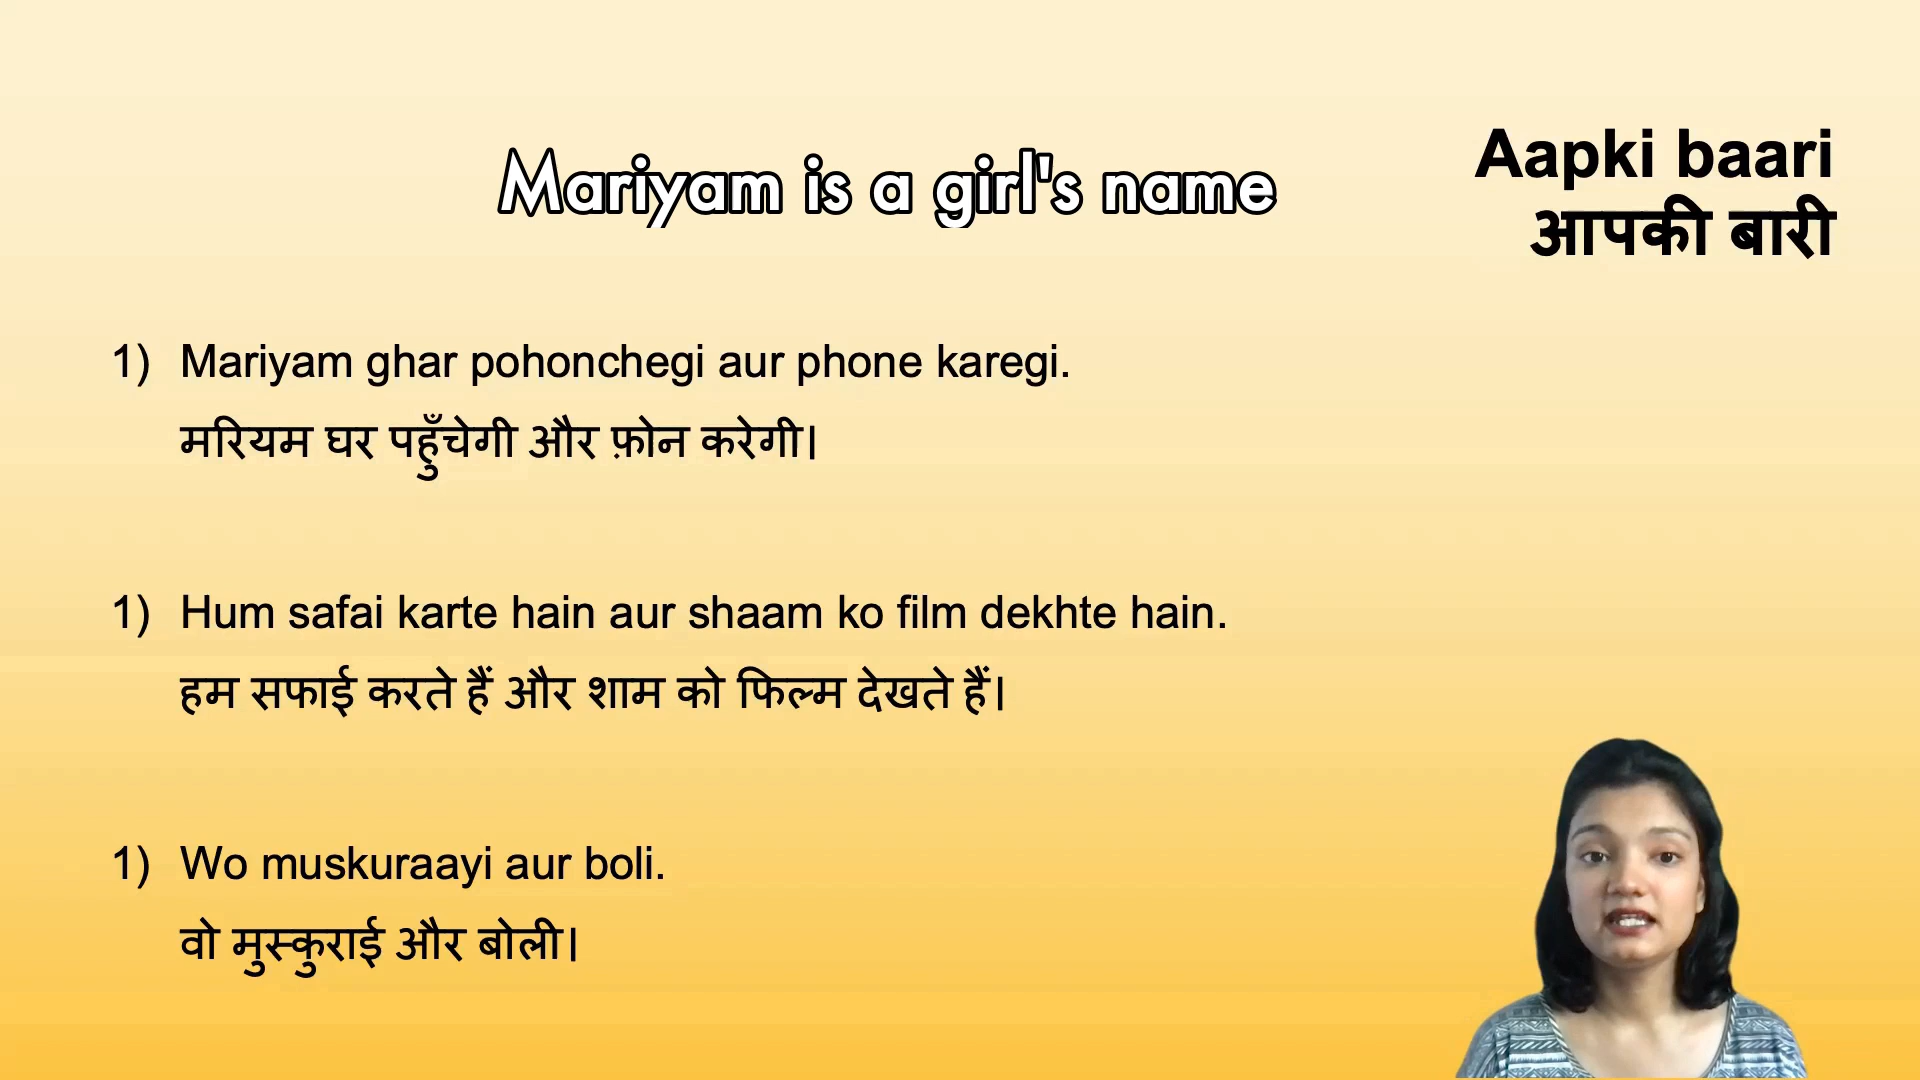 Mariyam is a girl's name
Aapki baari
आपकी बारी
1) Mariyam ghar pohonchegi aur phone karegi.
मरियम घर पहुँचेगी और फ़ोन करेगी।
1) Hum safai karte hain aur shaam ko film dekhte hain.
हम सफाई करते हैं और शाम को फिल्म देखते हैं।
1) Wo muskuraayi aur boli.
वो मुस्कुराई और बोली।